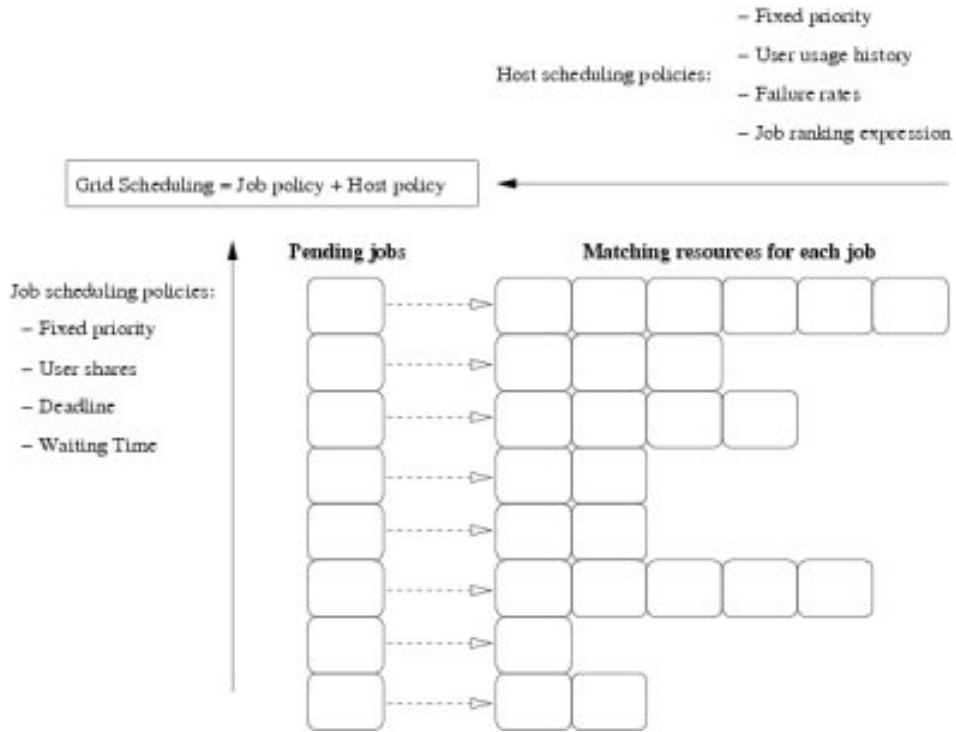 Host scheduling policies:
– Fixed priority
– User usage history
– Failure rates
– Job ranking expression
Grid Scheduling = Job policy + Host policy
Pending jobs
Matching resources for each job
Job scheduling policies:
– Fixed priority
– User shares
– Deadline
– Waiting Time